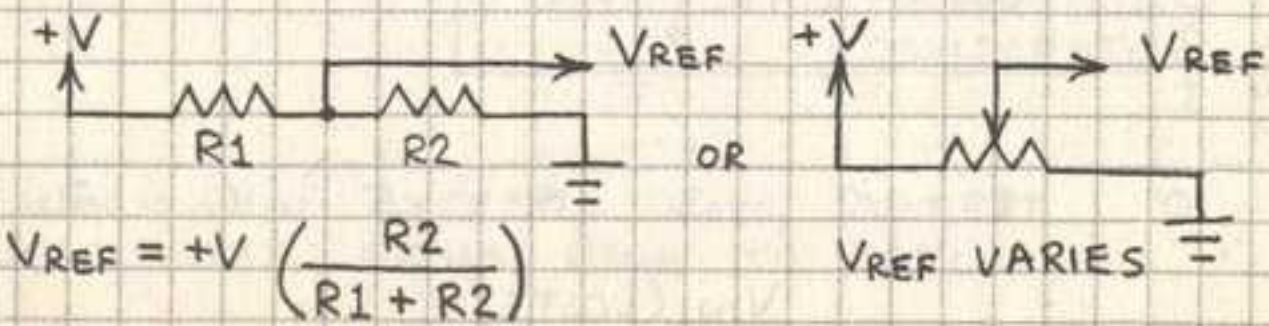 +V
VREF
R1
R2
VREF = +V (R2 / (R1 + R2))
OR
+V
VREF
VREF VARIES